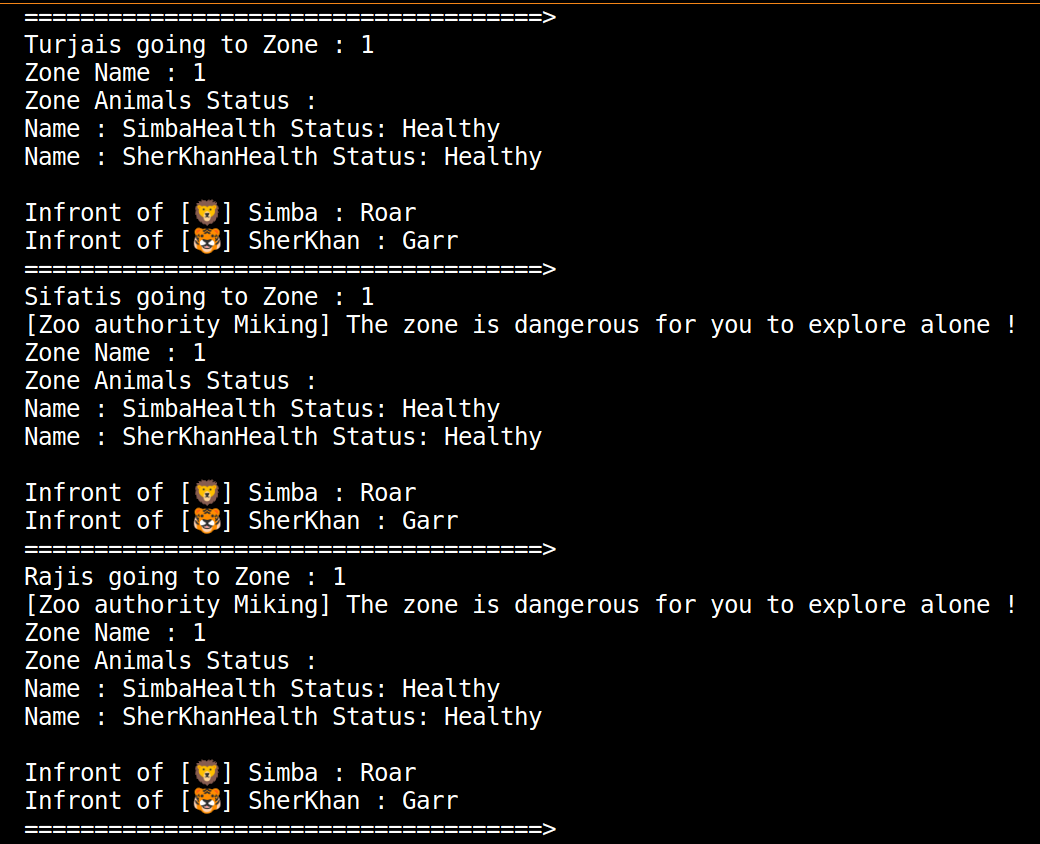 =====================================>
Turjais going to Zone : 1
Zone Name : 1
Zone Animals Status :
Name : SimbaHealth Status: Healthy
Name : SherKhanHealth Status: Healthy
Infront of [🦁] Simba : Roar
Infront of [🐯] SherKhan : Garr
=====================================>
Sifatis going to Zone : 1
[Zoo authority Miking] The zone is dangerous for you to explore alone !
Zone Name : 1
Zone Animals Status :
Name : SimbaHealth Status: Healthy
Name : SherKhanHealth Status: Healthy
Infront of [🦁] Simba : Roar
Infront of [🐯] SherKhan : Garr
=====================================>
Rajis going to Zone : 1
[Zoo authority Miking] The zone is dangerous for you to explore alone !
Zone Name : 1
Zone Animals Status :
Name : SimbaHealth Status: Healthy
Name : SherKhanHealth Status: Healthy
Infront of [🦁] Simba : Roar
Infront of [🐯] SherKhan : Garr
=====================================>